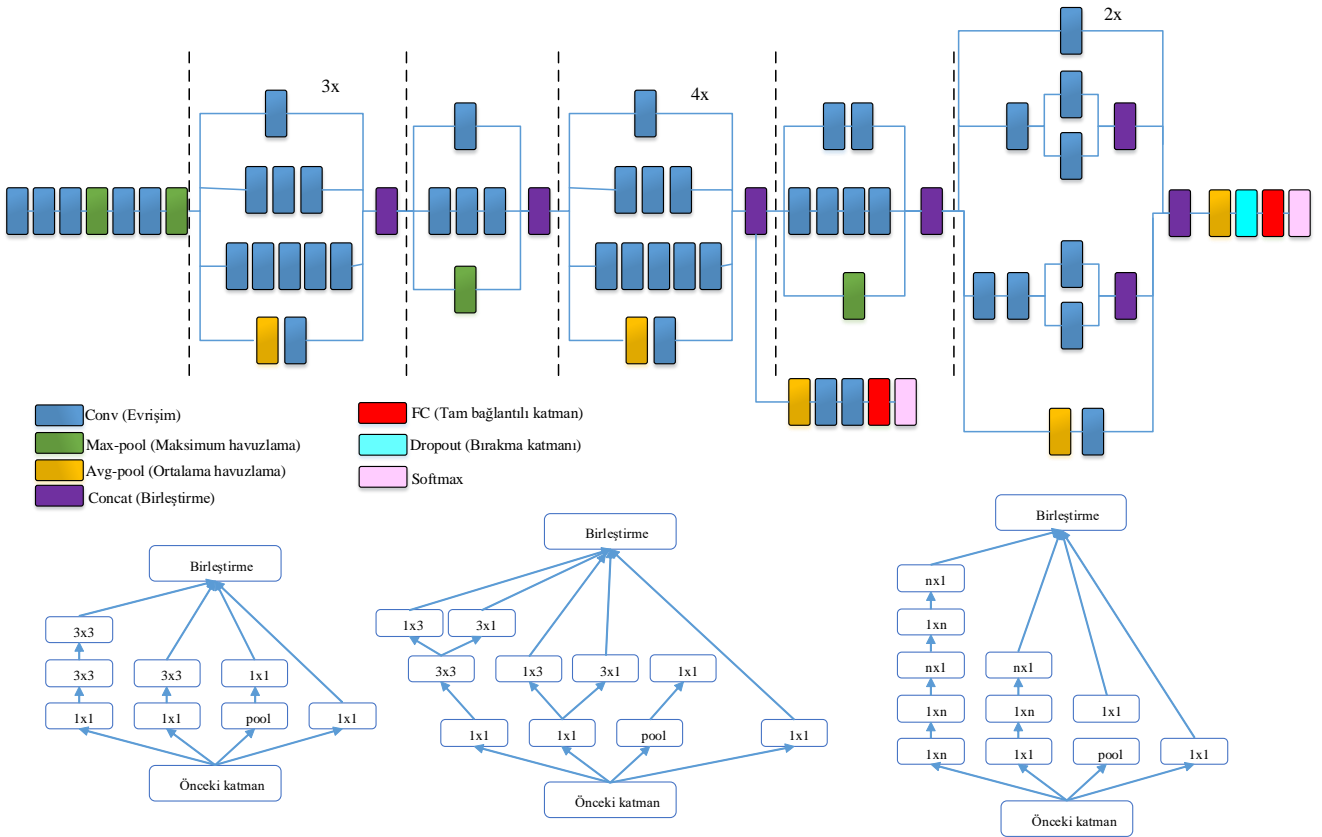 2x
3x
4x
Conv (Evrişim)
Max-pool (Maksimum havuzlama)
Avg-pool (Ortalama havuzlama)
Concat (Birleştirme)
FC (Tam bağlantılı katman)
Dropout (Bırakma katmanı)
Softmax
Birleştirme
3x3
3x3
3x3
1x1
1x1
1x1
pool
1x1
Önceki katman
Birleştirme
1x3
3x1
3x3
1x3
3x1
1x1
1x1
1x1
pool
1x1
Önceki katman
Birleştirme
nx1
1xn
nx1
nx1
1xn
1xn
1x1
1xn
1x1
pool
1x1
Önceki katman